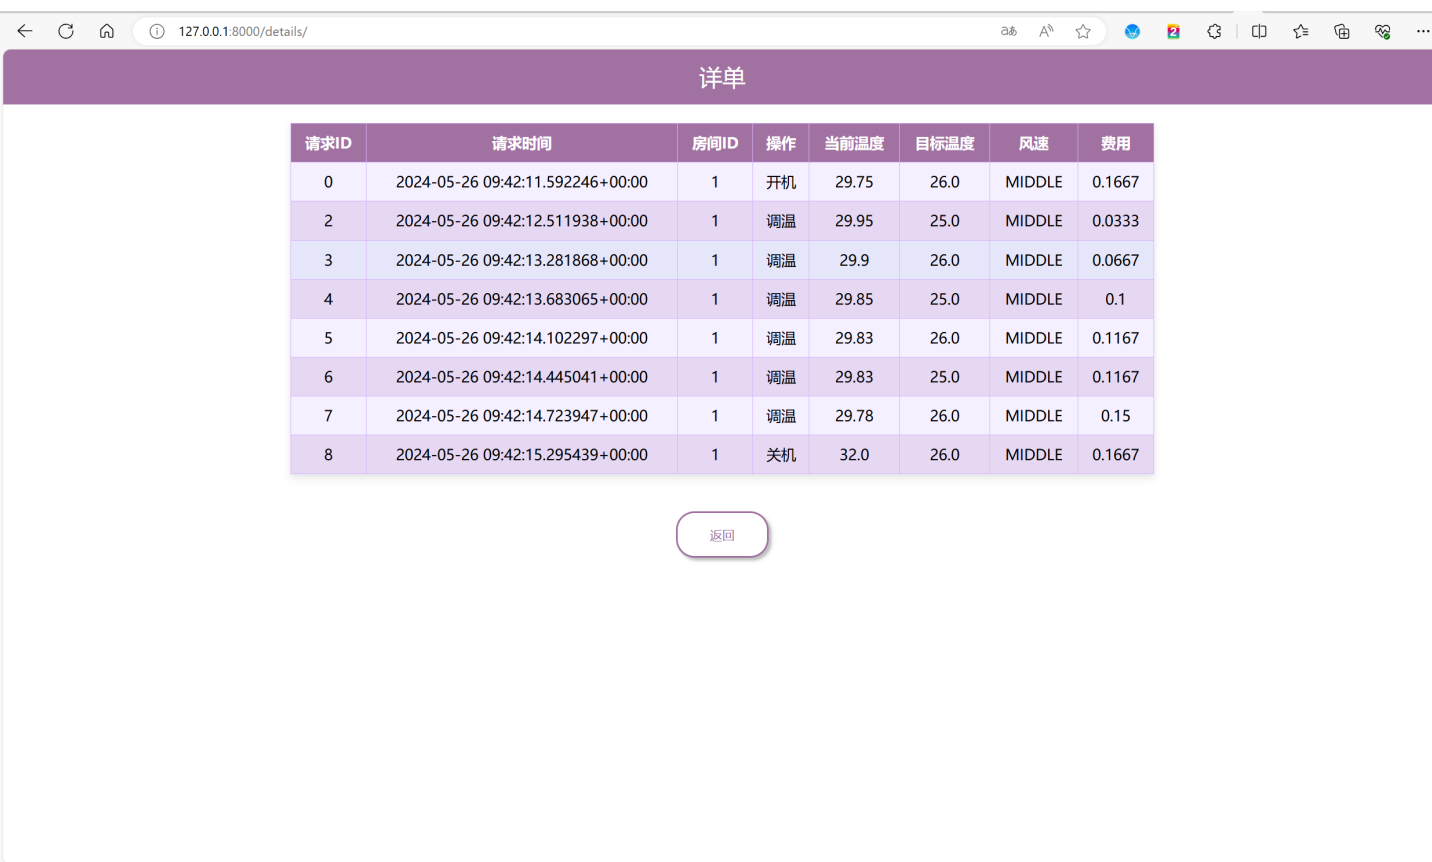 127.0.0.1:8000/details/
详单
请求ID 请求时间 房间ID 操作 当前温度 目标温度 风速 费用
0 2024-05-26 09:42:11.592246+00:00 1 开机 29.75 26.0 MIDDLE 0.1667
2 2024-05-26 09:42:12.511938+00:00 1 调温 29.95 25.0 MIDDLE 0.0333
3 2024-05-26 09:42:13.281868+00:00 1 调温 29.9 26.0 MIDDLE 0.0667
4 2024-05-26 09:42:13.683065+00:00 1 调温 29.85 25.0 MIDDLE 0.1
5 2024-05-26 09:42:14.102297+00:00 1 调温 29.83 26.0 MIDDLE 0.1167
6 2024-05-26 09:42:14.445041+00:00 1 调温 29.83 25.0 MIDDLE 0.1167
7 2024-05-26 09:42:14.723947+00:00 1 调温 29.78 26.0 MIDDLE 0.15
8 2024-05-26 09:42:15.295439+00:00 1 关机 32.0 26.0 MIDDLE 0.1667
返回